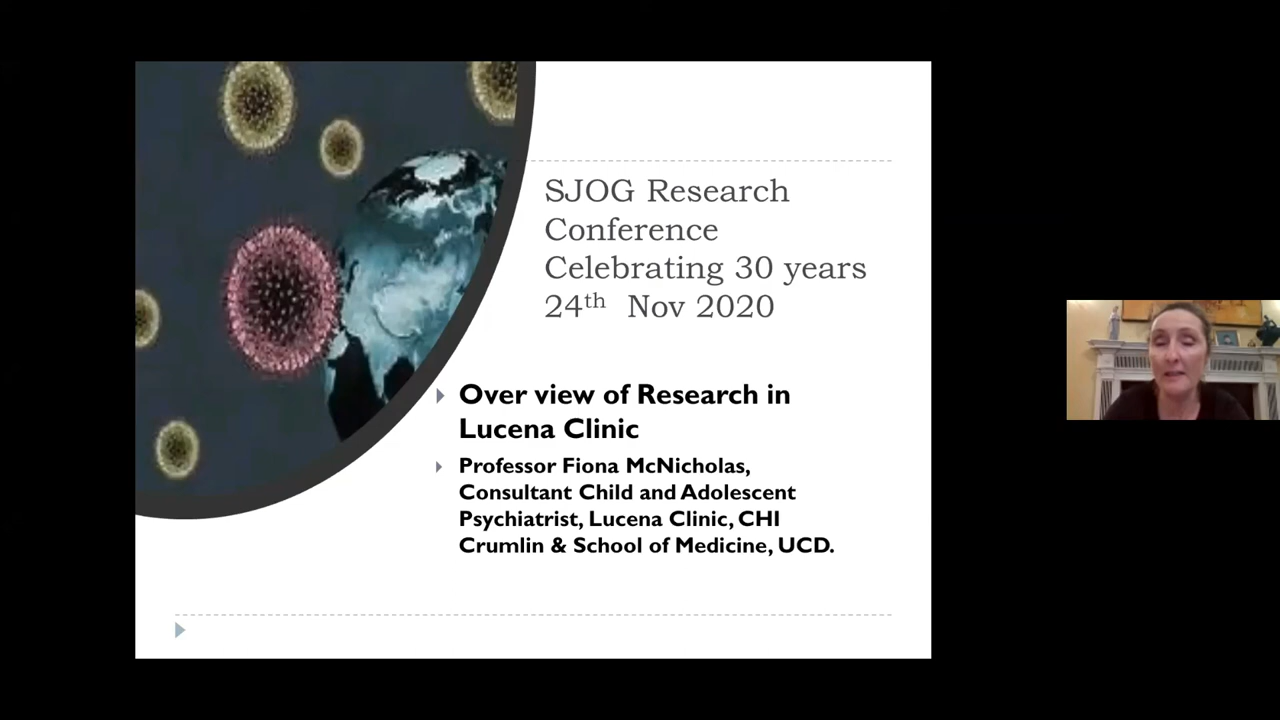 SJOG Research
Conference
Celebrating 30 years
24th Nov 2020
Over view of Research in
Lucena Clinic
Professor Fiona McNicholas,
Consultant Child and Adolescent
Psychiatrist, Lucena Clinic, CHI
Crumlin & School of Medicine, UCD.